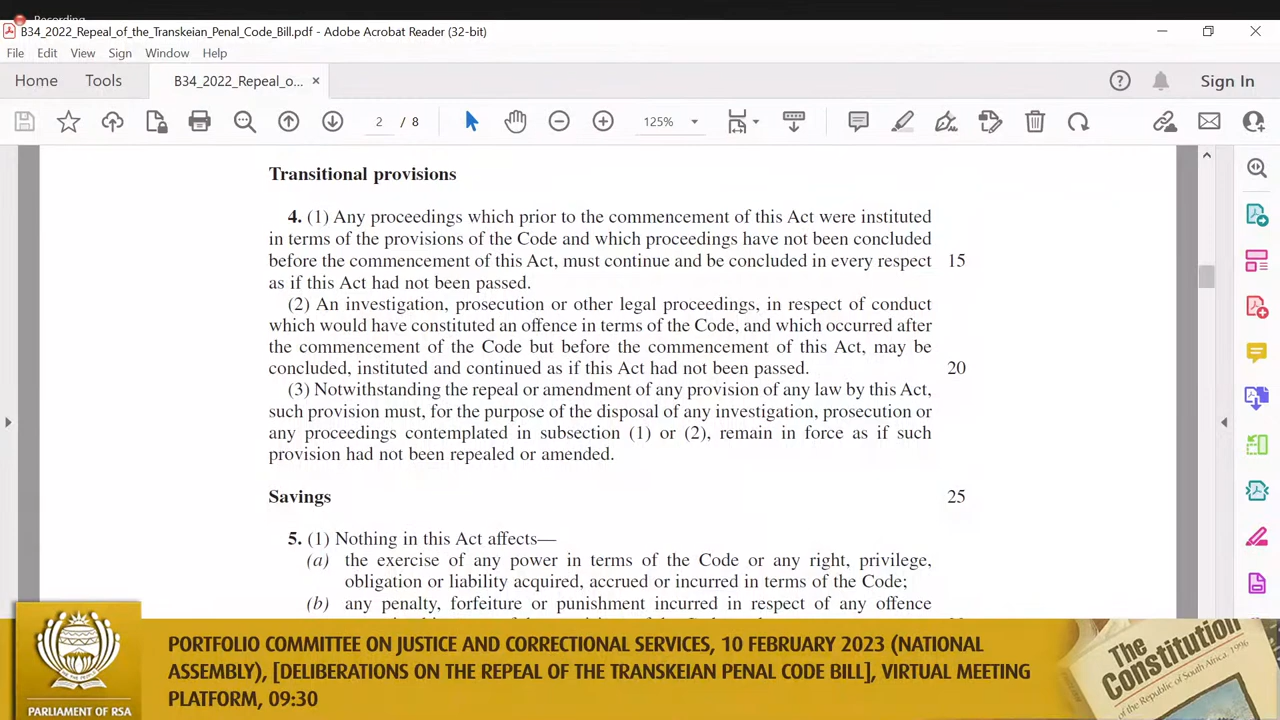 Recording
B34_2022_Repeal_of_the_Transkeian_Penal_Code_Bill.pdf - Adobe Acrobat Reader (32-bit)
File Edit View Sign Window Help
Home Tools B34_2022_Repeal_o... × Sign In
2 / 8 125%
Transitional provisions
4. (1) Any proceedings which prior to the commencement of this Act were instituted
in terms of the provisions of the Code and which proceedings have not been concluded
before the commencement of this Act, must continue and be concluded in every respect 15
as if this Act had not been passed.
(2) An investigation, prosecution or other legal proceedings, in respect of conduct
which would have constituted an offence in terms of the Code, and which occurred after
the commencement of the Code but before the commencement of this Act, may be
concluded, instituted and continued as if this Act had not been passed. 20
(3) Notwithstanding the repeal or amendment of any provision of any law by this Act,
such provision must, for the purpose of the disposal of any investigation, prosecution or
any proceedings contemplated in subsection (1) or (2), remain in force as if such
provision had not been repealed or amended.
Savings 25
5. (1) Nothing in this Act affects—
(a) the exercise of any power in terms of the Code or any right, privilege,
obligation or liability acquired, accrued or incurred in terms of the Code;
(b) any penalty, forfeiture or punishment incurred in respect of any offence
PORTFOLIO COMMITTEE ON JUSTICE AND CORRECTIONAL SERVICES, 10 FEBRUARY 2023 (NATIONAL
ASSEMBLY), [DELIBERATIONS ON THE REPEAL OF THE TRANSKEIAN PENAL CODE BILL], VIRTUAL MEETING
PLATFORM, 09:30
PARLIAMENT OF RSA
The
Constitution
of the Republic of South Africa, 1996